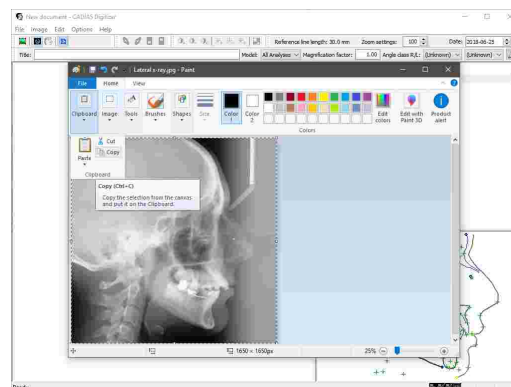 New document - GADISS Digitizer
File Image Edit Options Help
Reference line length: 30.0 mm Zoom settings: 100 Date: 2018-06-25
Title: Model: All Analyses Magnification factor: 1.00 Angle class R/L: (Unknown) (Unknown)
Lateral x-rey.jpg - Paint
File Home View
Clipboard Image Tools Brushes Shapes Size Color 1 Color 2 Edit colors Edit with Paint 3D Product alert
Colors
Paste Cut
Copy
Clipboard
Copy (Ctrl+C)
Copy the selection from the canvas
and put it on the Clipboard.
1650 × 1650px 25%